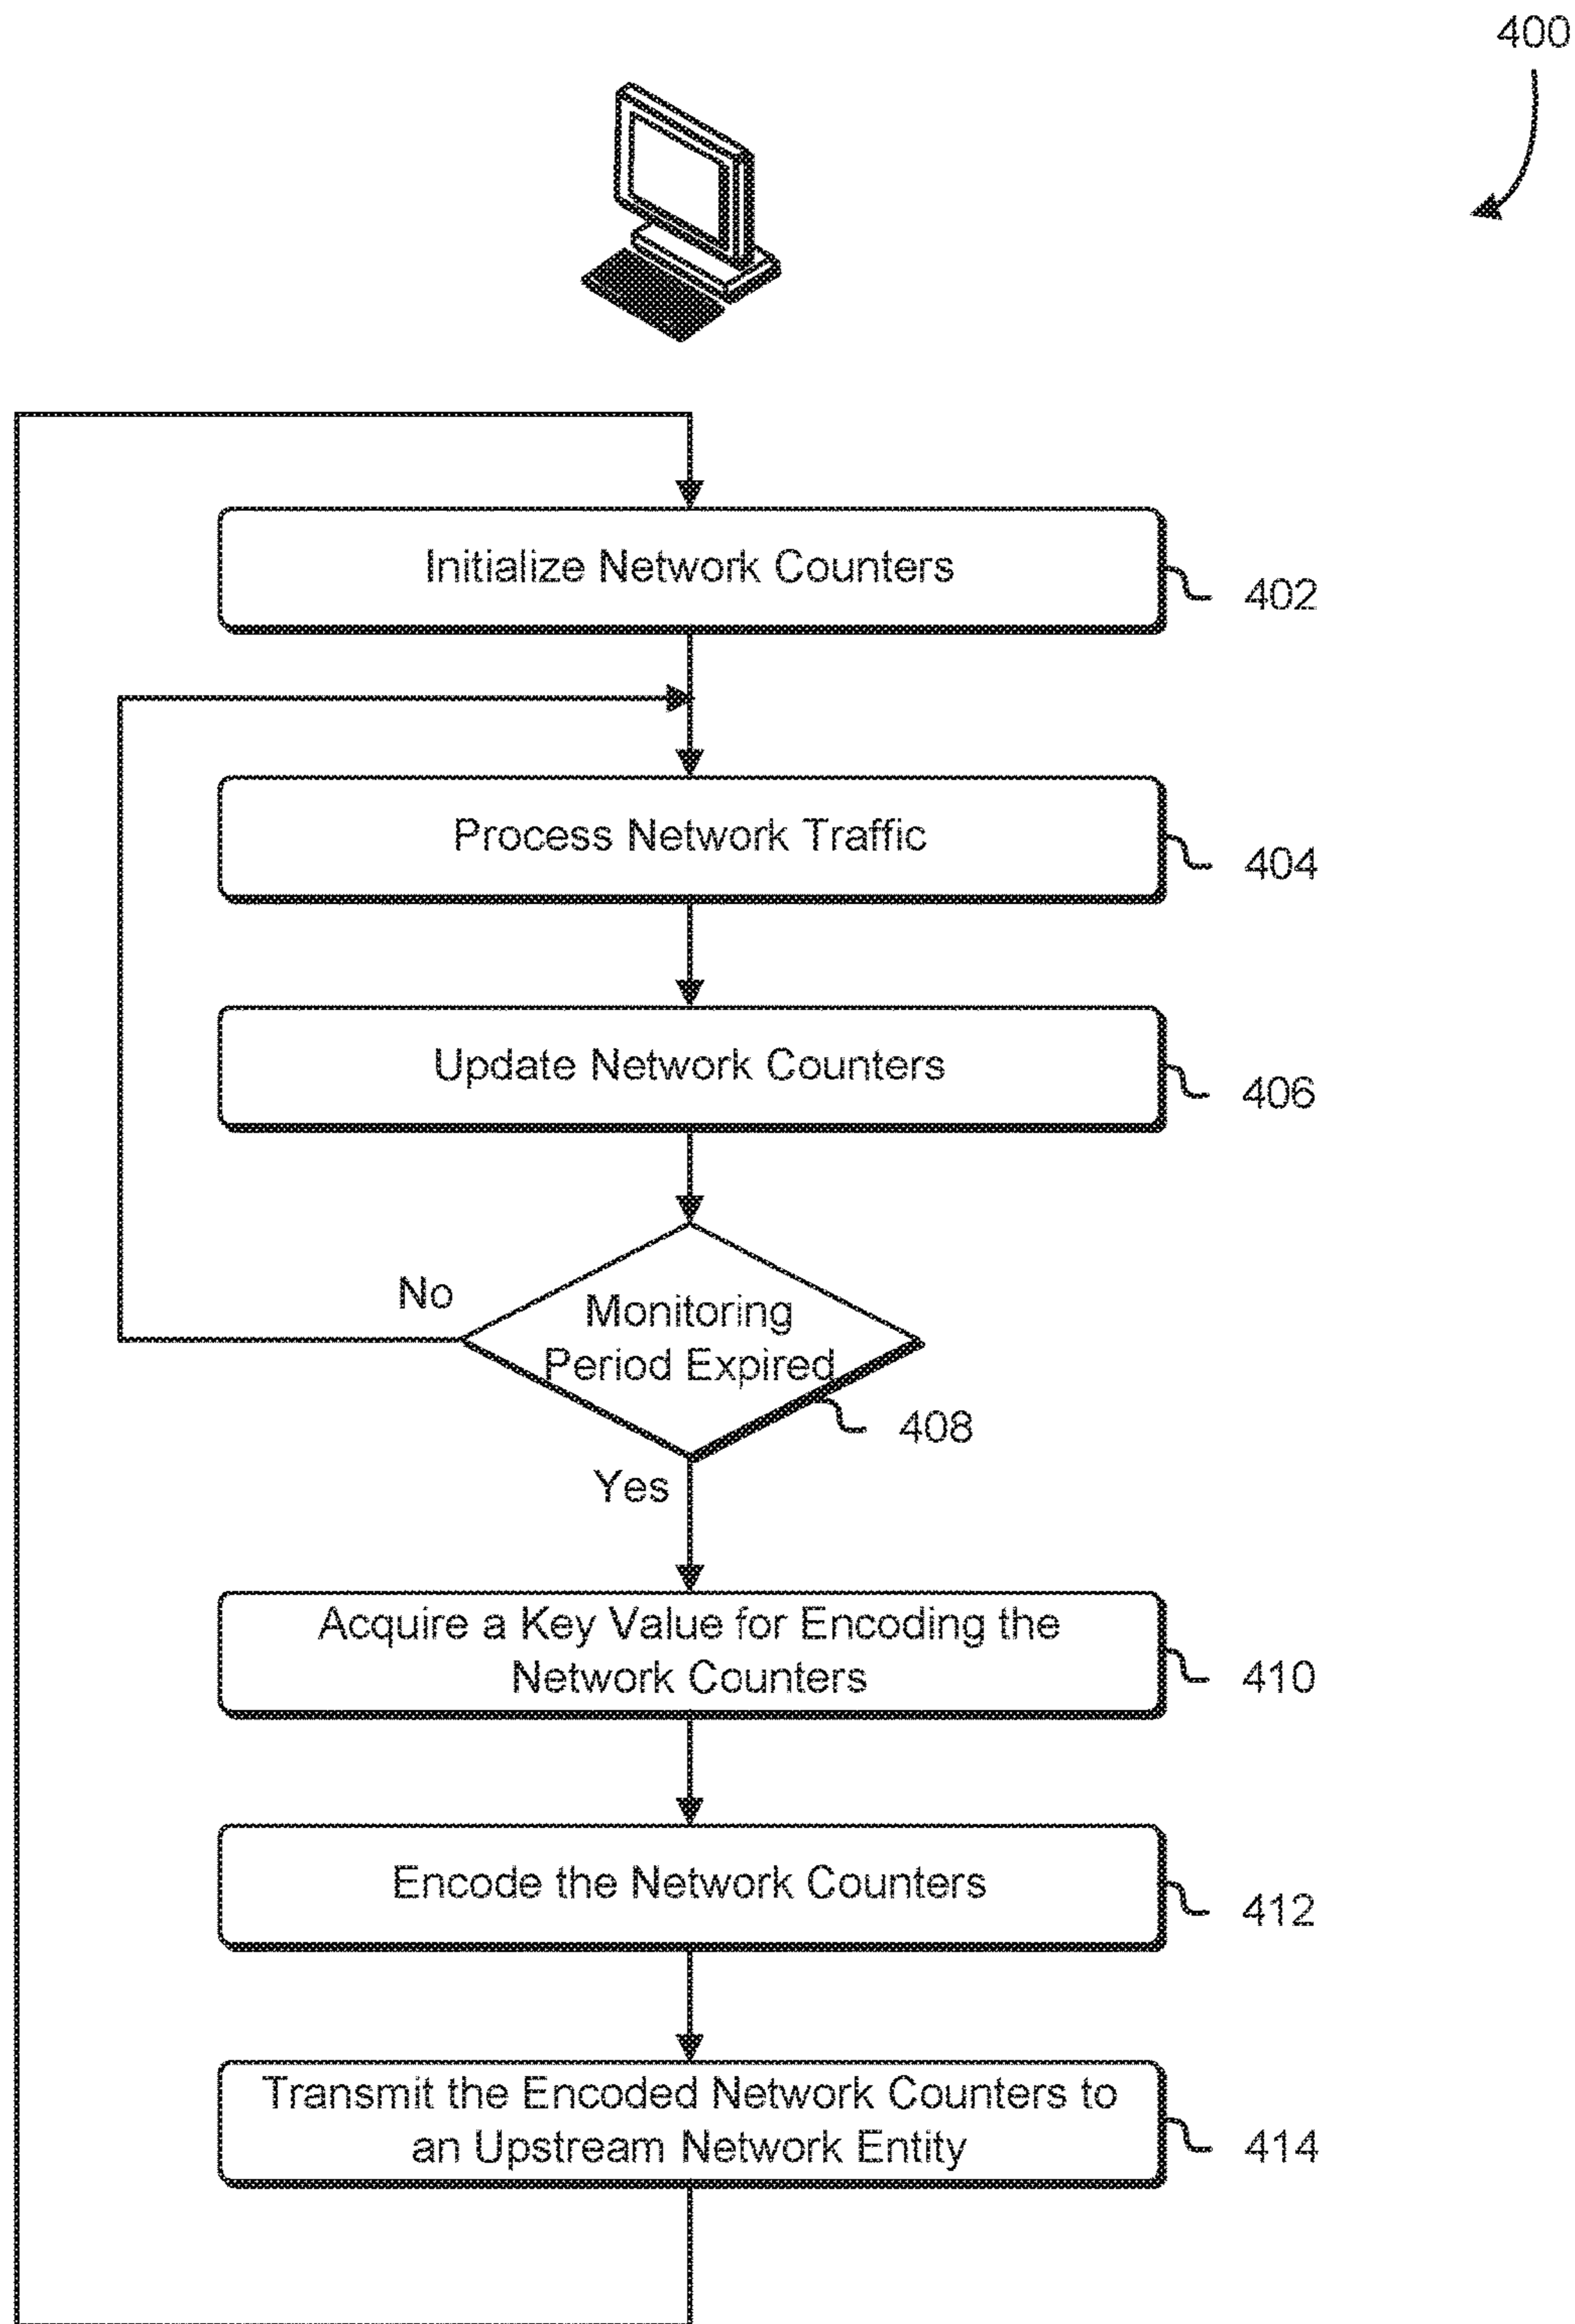 400
Initialize Network Counters
402
Process Network Traffic
404
Update Network Counters
406
No
Monitoring
Period Expired
408
Yes
Acquire a Key Value for Encoding the
Network Counters
410
Encode the Network Counters
412
Transmit the Encoded Network Counters to
an Upstream Network Entity
414